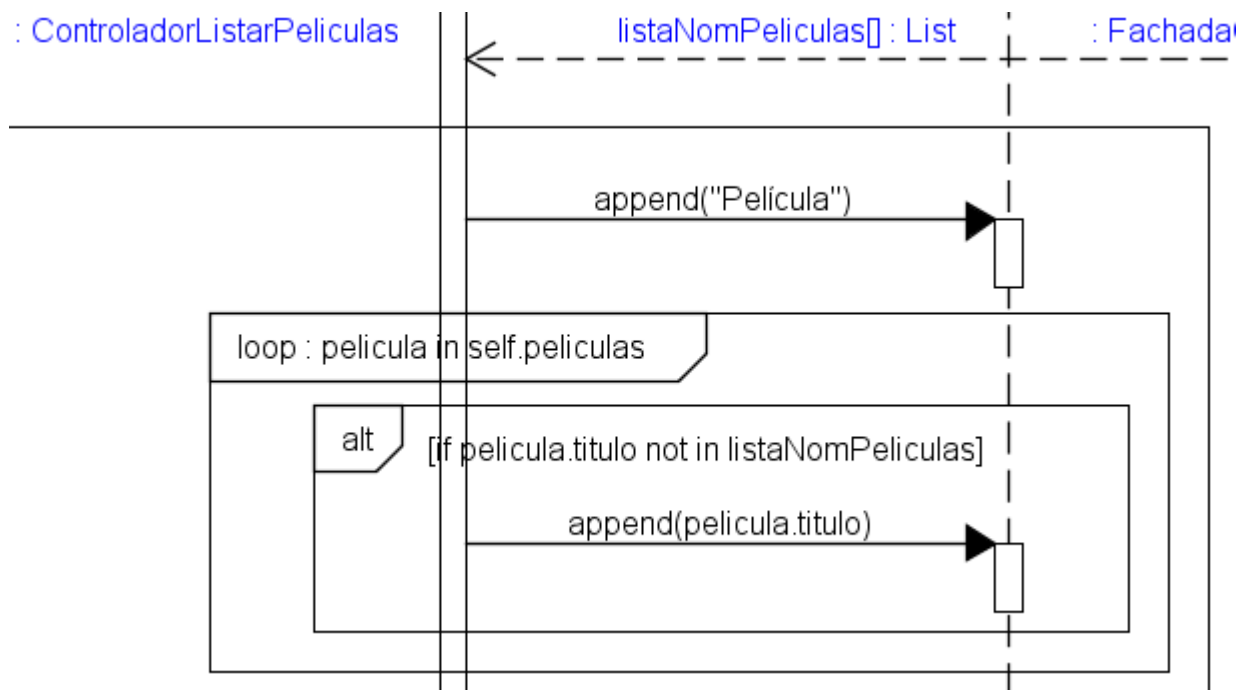 : ControladorListarPeliculas
listaNomPeliculas[] : List
: Fachada
append("Película")
loop : pelicula in self.peliculas
alt
[if pelicula.titulo not in listaNomPeliculas]
append(pelicula.titulo)